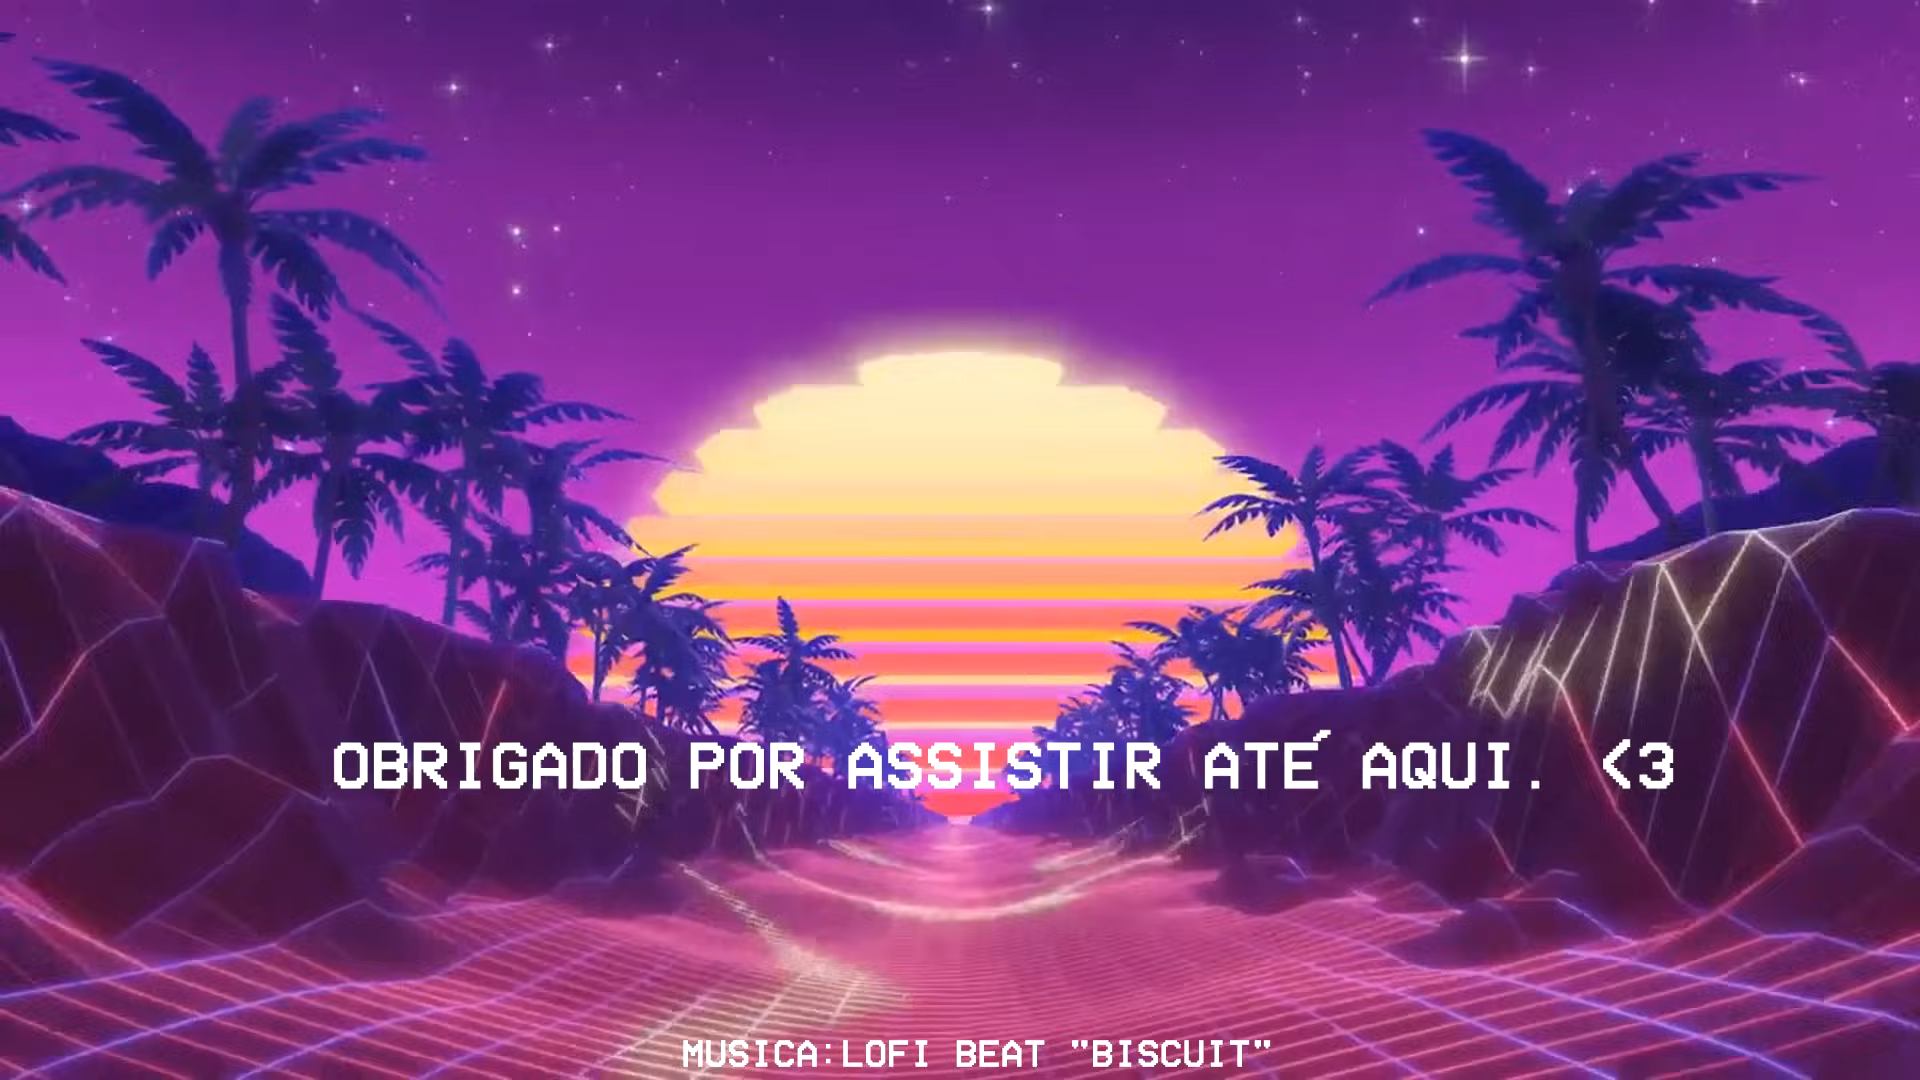 OBRIGADO POR ASSISTIR ATÉ AQUI. <3
MUSICA:LOFI BEAT "BISCUIT"